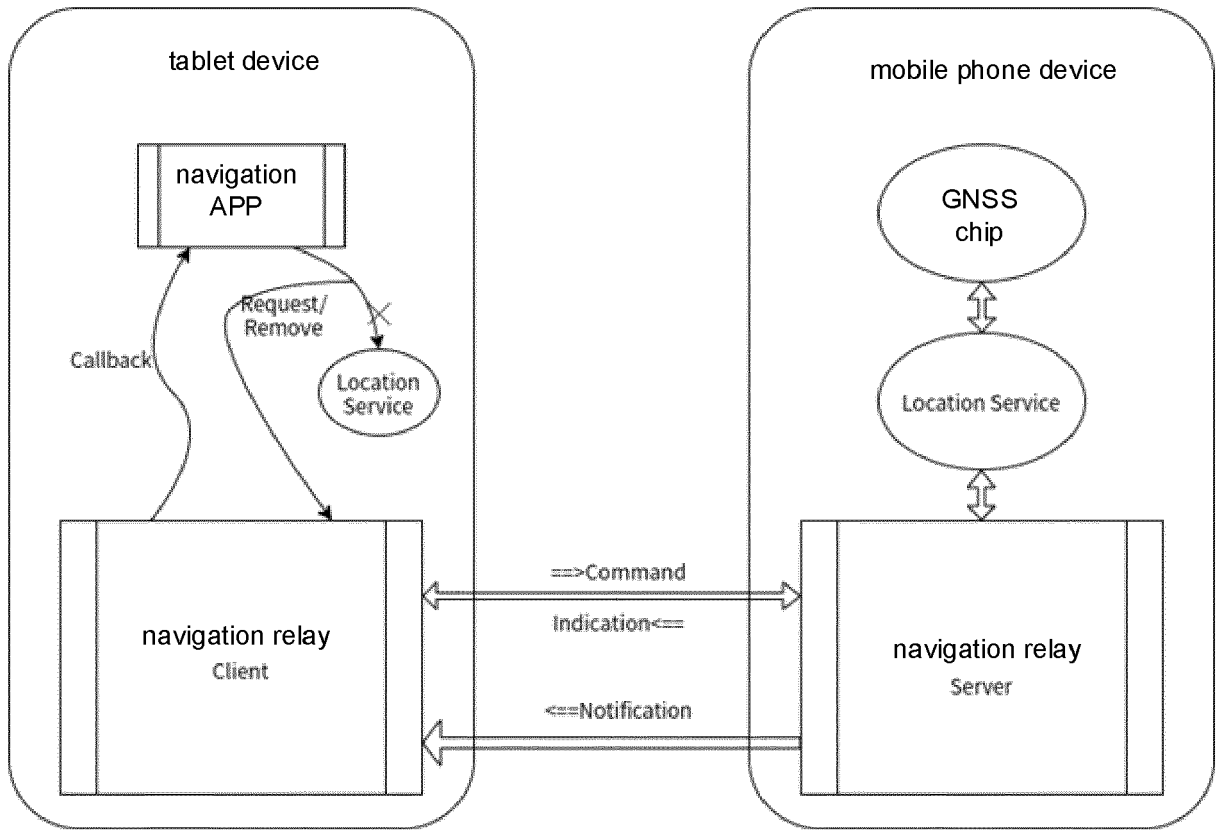 tablet device
navigation
APP
Request/
Remove
Callback
Location
Service
navigation relay
Client
==>Command
Indication<==
<==Notification
mobile phone device
GNSS
chip
Location Service
navigation relay
Server